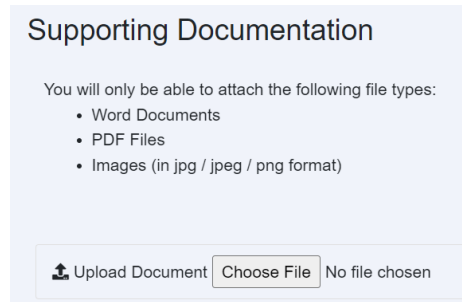 Supporting Documentation
You will only be able to attach the following file types:
• Word Documents
• PDF Files
• Images (in jpg / jpeg / png format)
Upload Document Choose File No file chosen